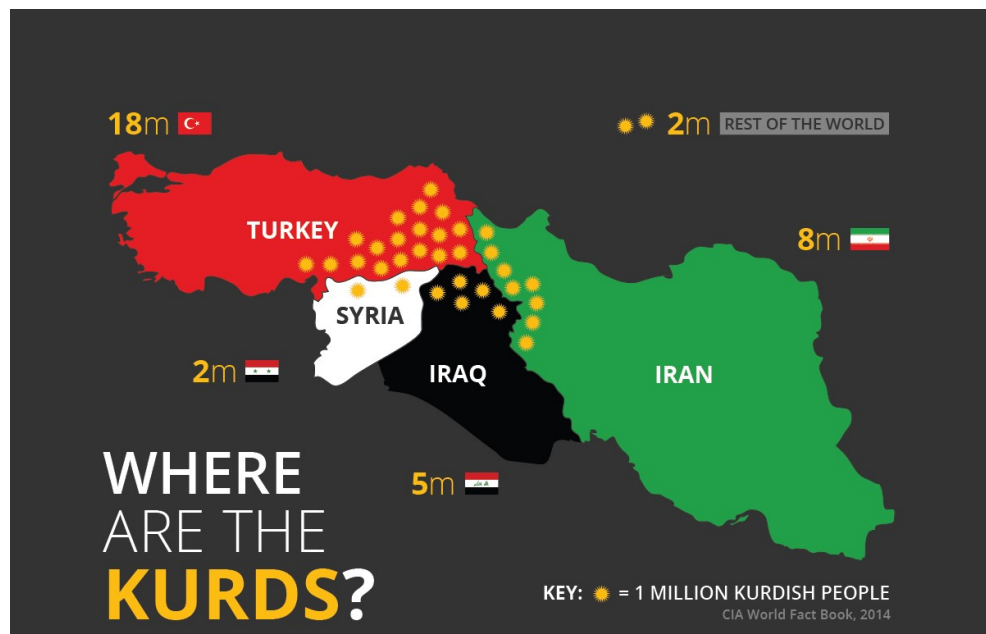 18m
2m REST OF THE WORLD
TURKEY
8m
SYRIA
2m
IRAQ
IRAN
5m
WHERE
ARE THE
KURDS?
KEY: = 1 MILLION KURDISH PEOPLE
CIA World Fact Book, 2014